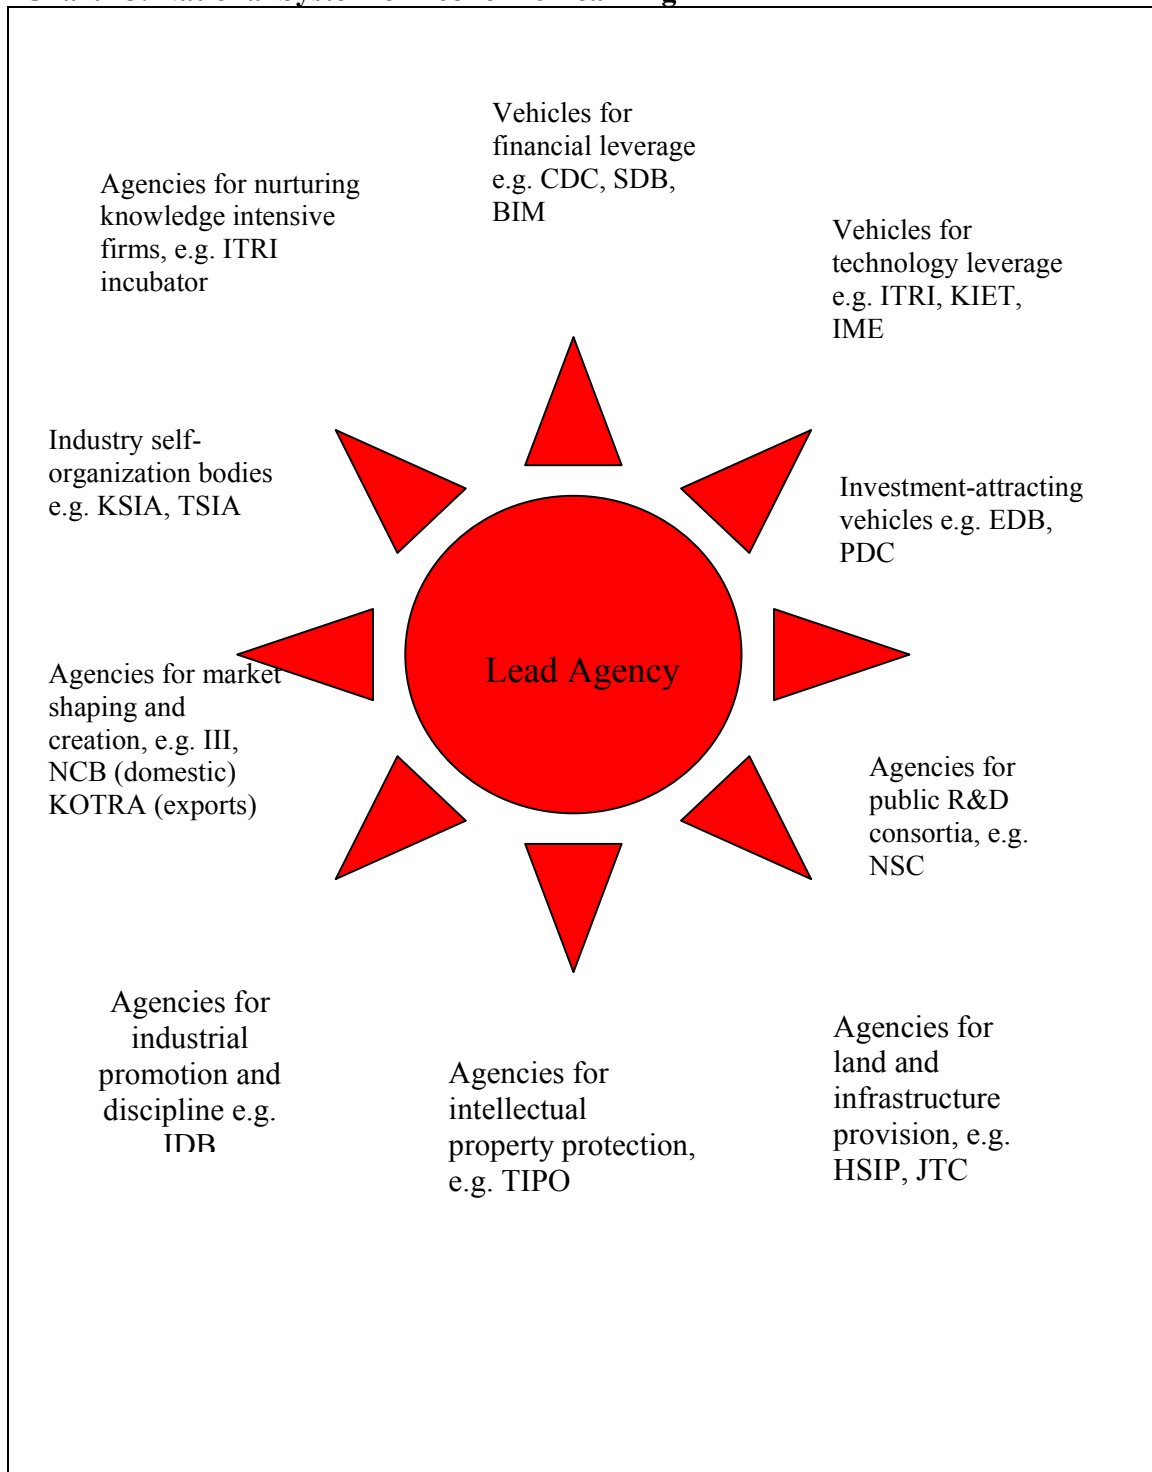 Vehicles for
financial leverage
e.g. CDC, SDB,
BIM
Agencies for nurturing
knowledge intensive
firms, e.g. ITRI
incubator
Vehicles for
technology leverage
e.g. ITRI, KIET,
IME
Industry self-
organization bodies
e.g. KSIA, TSIA
Investment-attracting
vehicles e.g. EDB,
PDC
Lead Agency
Agencies for market
shaping and
creation, e.g. III,
NCB (domestic)
KOTRA (exports)
Agencies for
public R&D
consortia, e.g.
NSC
Agencies for
industrial
promotion and
discipline e.g.
IDB
Agencies for
intellectual
property protection,
e.g. TIPO
Agencies for
land and
infrastructure
provision, e.g.
HSIP, JTC